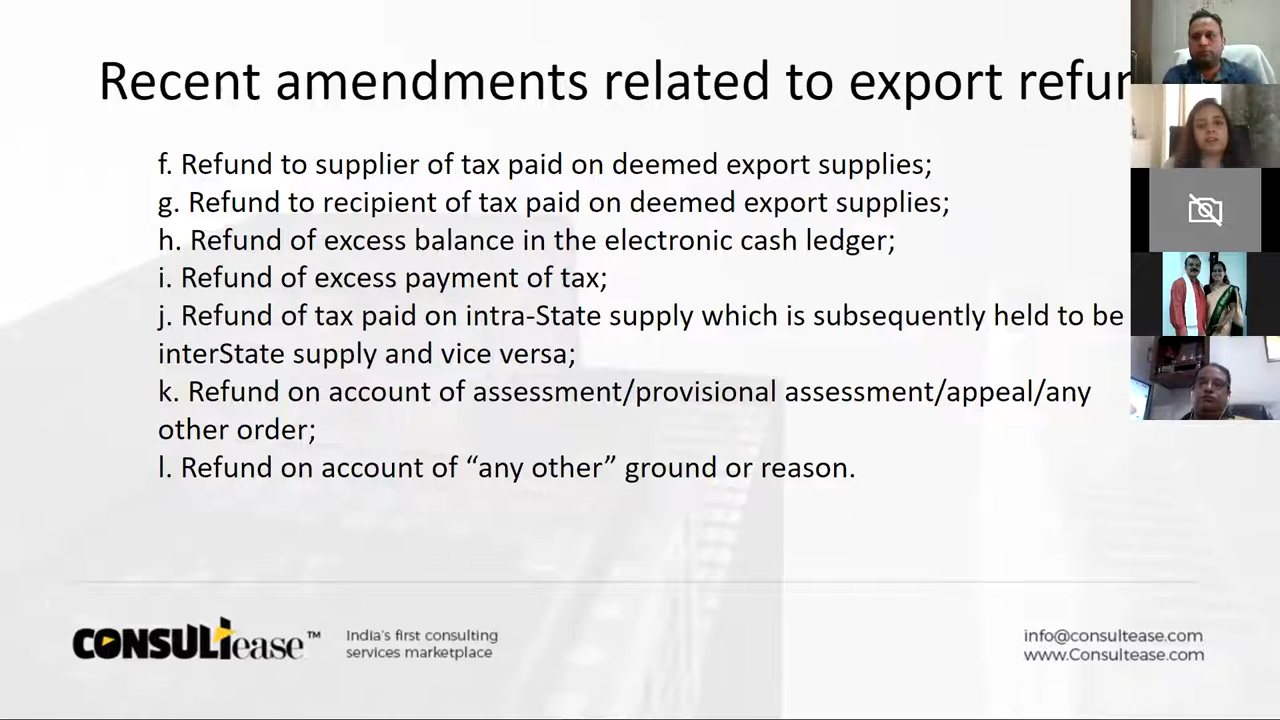 Recent amendments related to export refun
f. Refund to supplier of tax paid on deemed export supplies;
g. Refund to recipient of tax paid on deemed export supplies;
h. Refund of excess balance in the electronic cash ledger;
i. Refund of excess payment of tax;
j. Refund of tax paid on intra-State supply which is subsequently held to be
interState supply and vice versa;
k. Refund on account of assessment/provisional assessment/appeal/any
other order;
l. Refund on account of “any other” ground or reason.
CONSULTease™
India's first consulting
services marketplace
info@consultease.com
www.Consultease.com